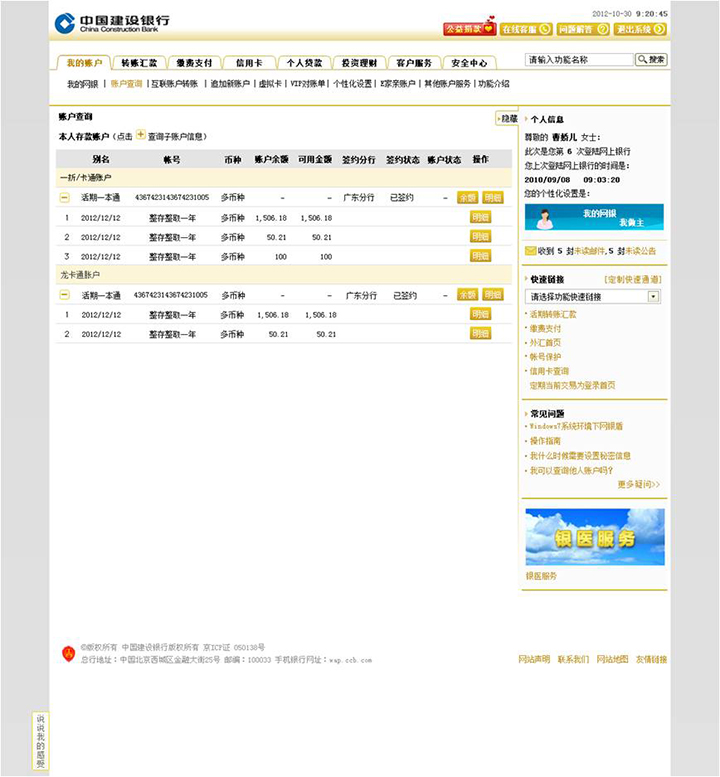 2012-10-30 9:20:45
中国建设银行
China Construction Bank
公益捐款 在线客服 问题解答 退出系统
我的账户 转账汇款 缴费支付 信用卡 个人贷款 投资理财 客户服务 安全中心 请输入功能名称 搜索
我的网银 | 账户查询 | 互联账户转账 | 追加新账户 | 虚拟卡 | VIP对账单 | 个性化设置 | E家亲账户 | 其他账户服务 | 功能介绍
账户查询
隐藏
本人存款账户 (点击 查询子账户信息)
别名 帐号 币种 账户余额 可用金额 签约分行 签约状态 账户状态 操作
一折/卡通账户
活期一本通 4367423143674231005 多币种 - - 广东分行 已签约 - 余额 明细
1 2012/12/12 整存整取一年 多币种 1,506.18 1,506.18 明细
2 2012/12/12 整存整取一年 多币种 50.21 50.21 明细
3 2012/12/12 整存整取一年 多币种 100 100 明细
龙卡通账户
活期一本通 4367423143674231005 多币种 - - 广东分行 已签约 - 余额 明细
1 2012/12/12 整存整取一年 多币种 1,506.18 1,506.18 明细
2 2012/12/12 整存整取一年 多币种 50.21 50.21 明细
个人信息
尊敬的 曹 儿 女士:
此次是您第 6 次登陆网上银行
您上次登陆网上银行的时间是:
2010/09/08 09:03:20
您的个性化设置是:
我的网银
我做主
收到 5 封未读邮件,5 封未读公告
快速链接 [定制快速通道]
请选择功能快速链接
活期转账汇款
缴费支付
外汇首页
帐号保护
信用卡查询
定期当前交易为登录首页
常见问题
Windows7系统环境下网银盾
操作指南
我什么时候需要设置秘密信息
我可以查询他人账户吗?
更多疑问>>
银医服务
银医服务
©版权所有 中国建设银行版权所有 京ICP证 050138号
总行地址:中国北京西城区金融大街25号 邮编:100033 手机银行网址:wap.ccb.com
网站声明 联系我们 网站地图 友情链接
说说我的感受